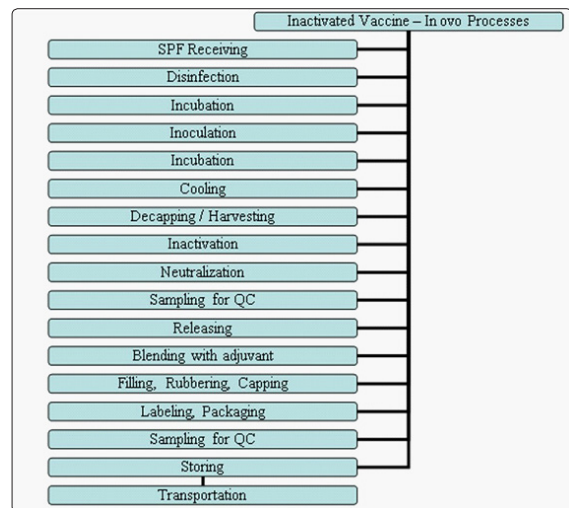 Inactivated Vaccine – In ovo Processes
SPF Receiving
Disinfection
Incubation
Inoculation
Incubation
Cooling
Decapping / Harvesting
Inactivation
Neutralization
Sampling for QC
Releasing
Blending with adjuvant
Filling, Rubbering, Capping
Labeling, Packaging
Sampling for QC
Storing
Transportation